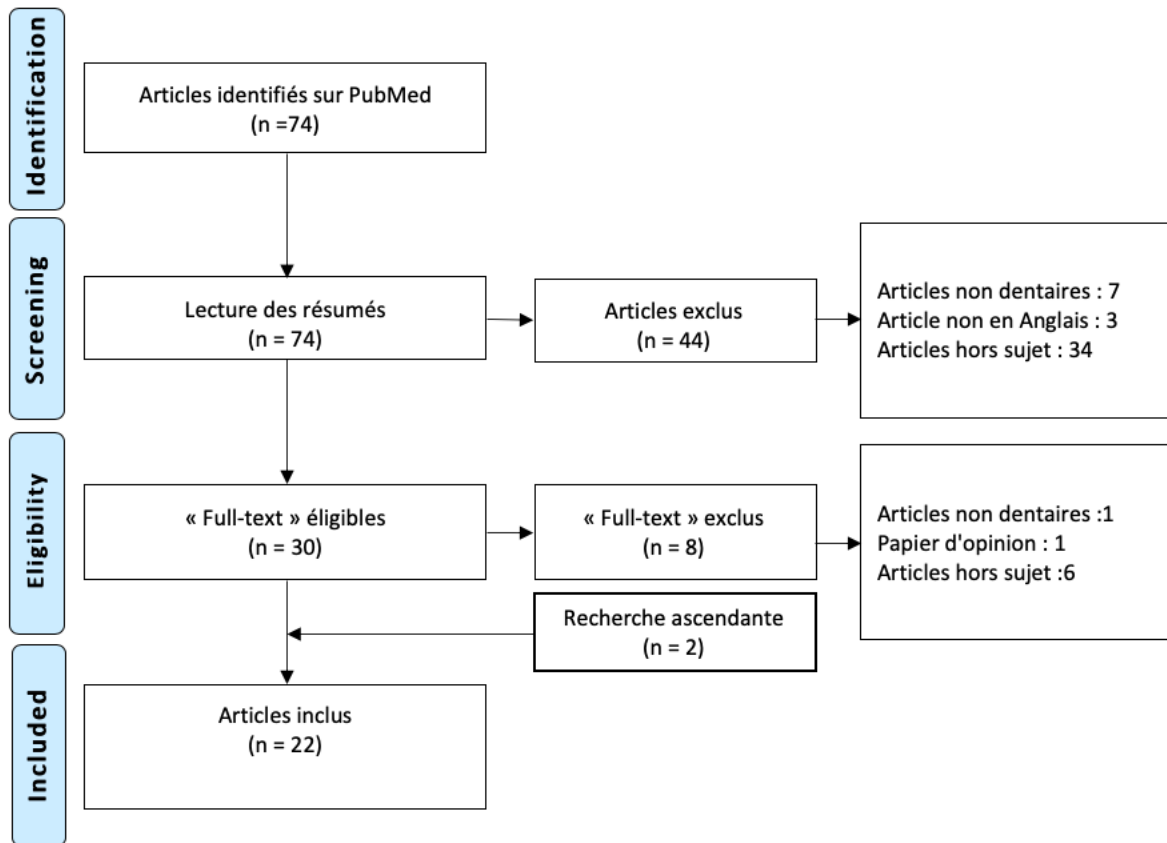 Identification
Articles identifiés sur PubMed
(n =74)
Screening
Lecture des résumés
(n = 74)
Articles exclus
(n = 44)
Articles non dentaires : 7
Article non en Anglais : 3
Articles hors sujet : 34
Eligibility
« Full-text » éligibles
(n = 30)
« Full-text » exclus
(n = 8)
Articles non dentaires :1
Papier d'opinion : 1
Articles hors sujet :6
Recherche ascendante
(n = 2)
Included
Articles inclus
(n = 22)